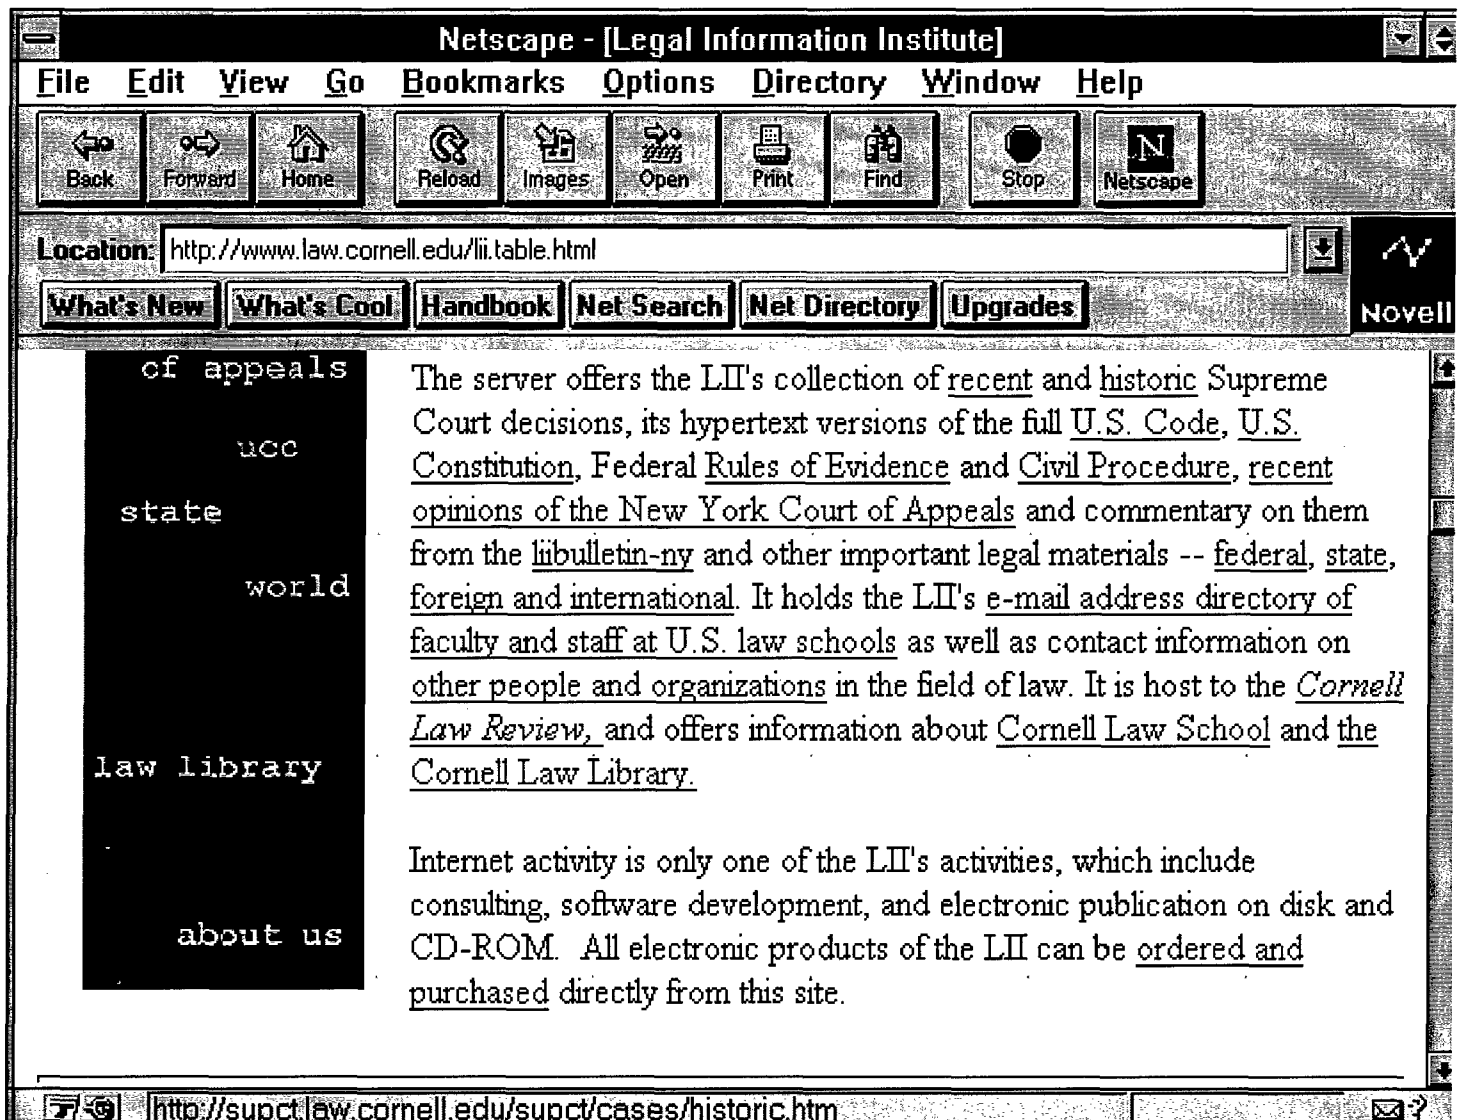 Netscape - [Legal Information Institute]
File Edit View Go Bookmarks Options Directory Window Help
Back Forward Home Reload Images Open Print Find Stop N Netscape
Location: http://www.law.cornell.edu/lii.table.html
What's New What's Cool Handbook Net Search Net Directory Upgrades
Novell
of appeals
ucc
state
world
law library
about us
The server offers the LII's collection of recent and historic Supreme
Court decisions, its hypertext versions of the full U.S. Code, U.S.
Constitution, Federal Rules of Evidence and Civil Procedure, recent
opinions of the New York Court of Appeals and commentary on them
from the liibulletin-ny and other important legal materials -- federal, state,
foreign and international. It holds the LII's e-mail address directory of
faculty and staff at U.S. law schools as well as contact information on
other people and organizations in the field of law. It is host to the Cornell
Law Review, and offers information about Cornell Law School and the
Cornell Law Library.
Internet activity is only one of the LII's activities, which include
consulting, software development, and electronic publication on disk and
CD-ROM. All electronic products of the LII can be ordered and
purchased directly from this site.
http://supct.law.cornell.edu/supct/cases/historic.htm